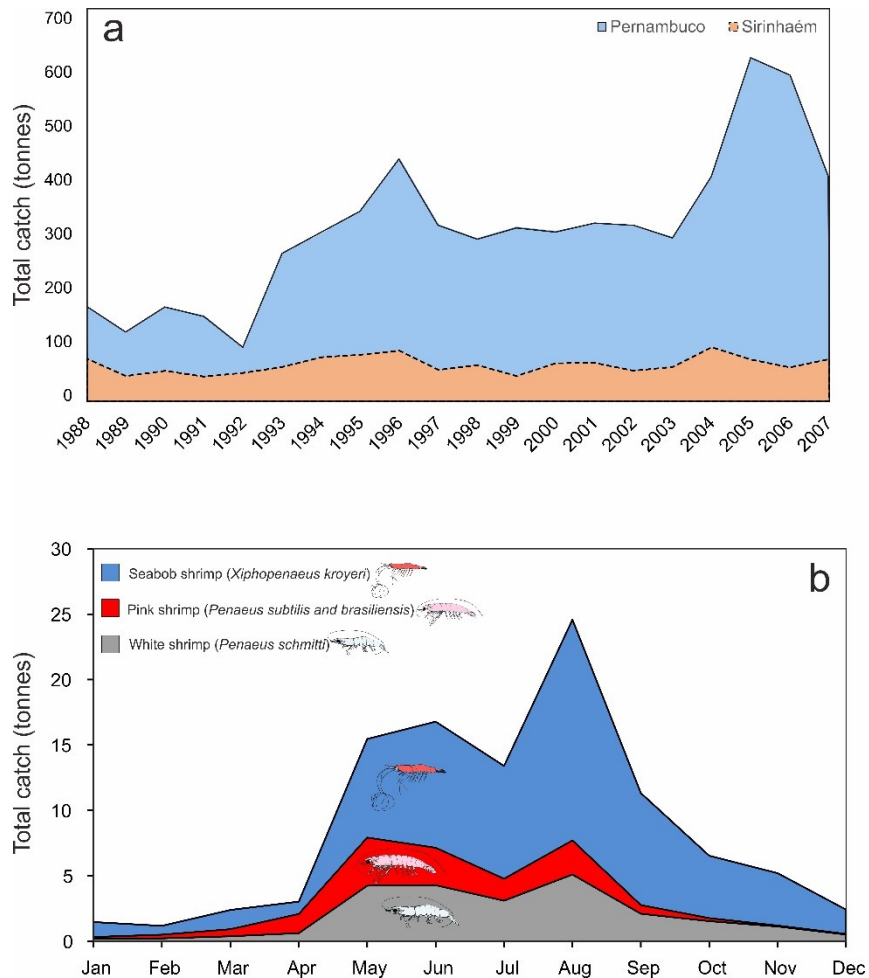 a
Pernambuco Sirinhaém
Total catch (tonnes)
700
600
500
400
300
200
100
0
1988 1989 1990 1991 1992 1993 1994 1995 1996 1997 1998 1999 2000 2001 2002 2003 2004 2005 2006 2007
b
Seabob shrimp (Xiphopenaeus kroyeri)
Pink shrimp (Penaeus subtilis and brasiliensis)
White shrimp (Penaeus schmitti)
Total catch (tonnes)
30
25
20
15
10
5
0
Jan Feb Mar Apr May Jun Jul Aug Sep Oct Nov Dec